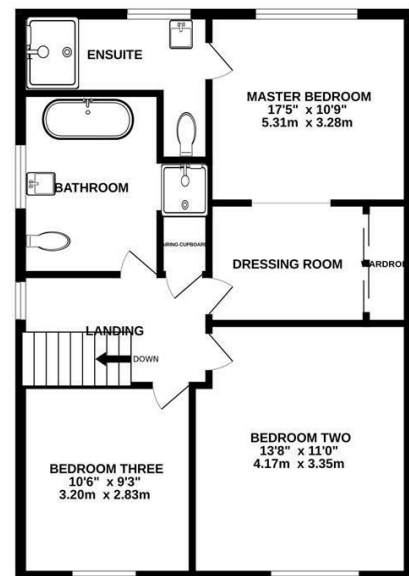 ENSUITE
MASTER BEDROOM
17'5" x 10'9"
5.31m x 3.28m
BATHROOM
AIRING CUPBOARD
DRESSING ROOM
WARDROBE
LANDING
DOWN
BEDROOM TWO
13'8" x 11'0"
4.17m x 3.35m
BEDROOM THREE
10'6" x 9'3"
3.20m x 2.83m